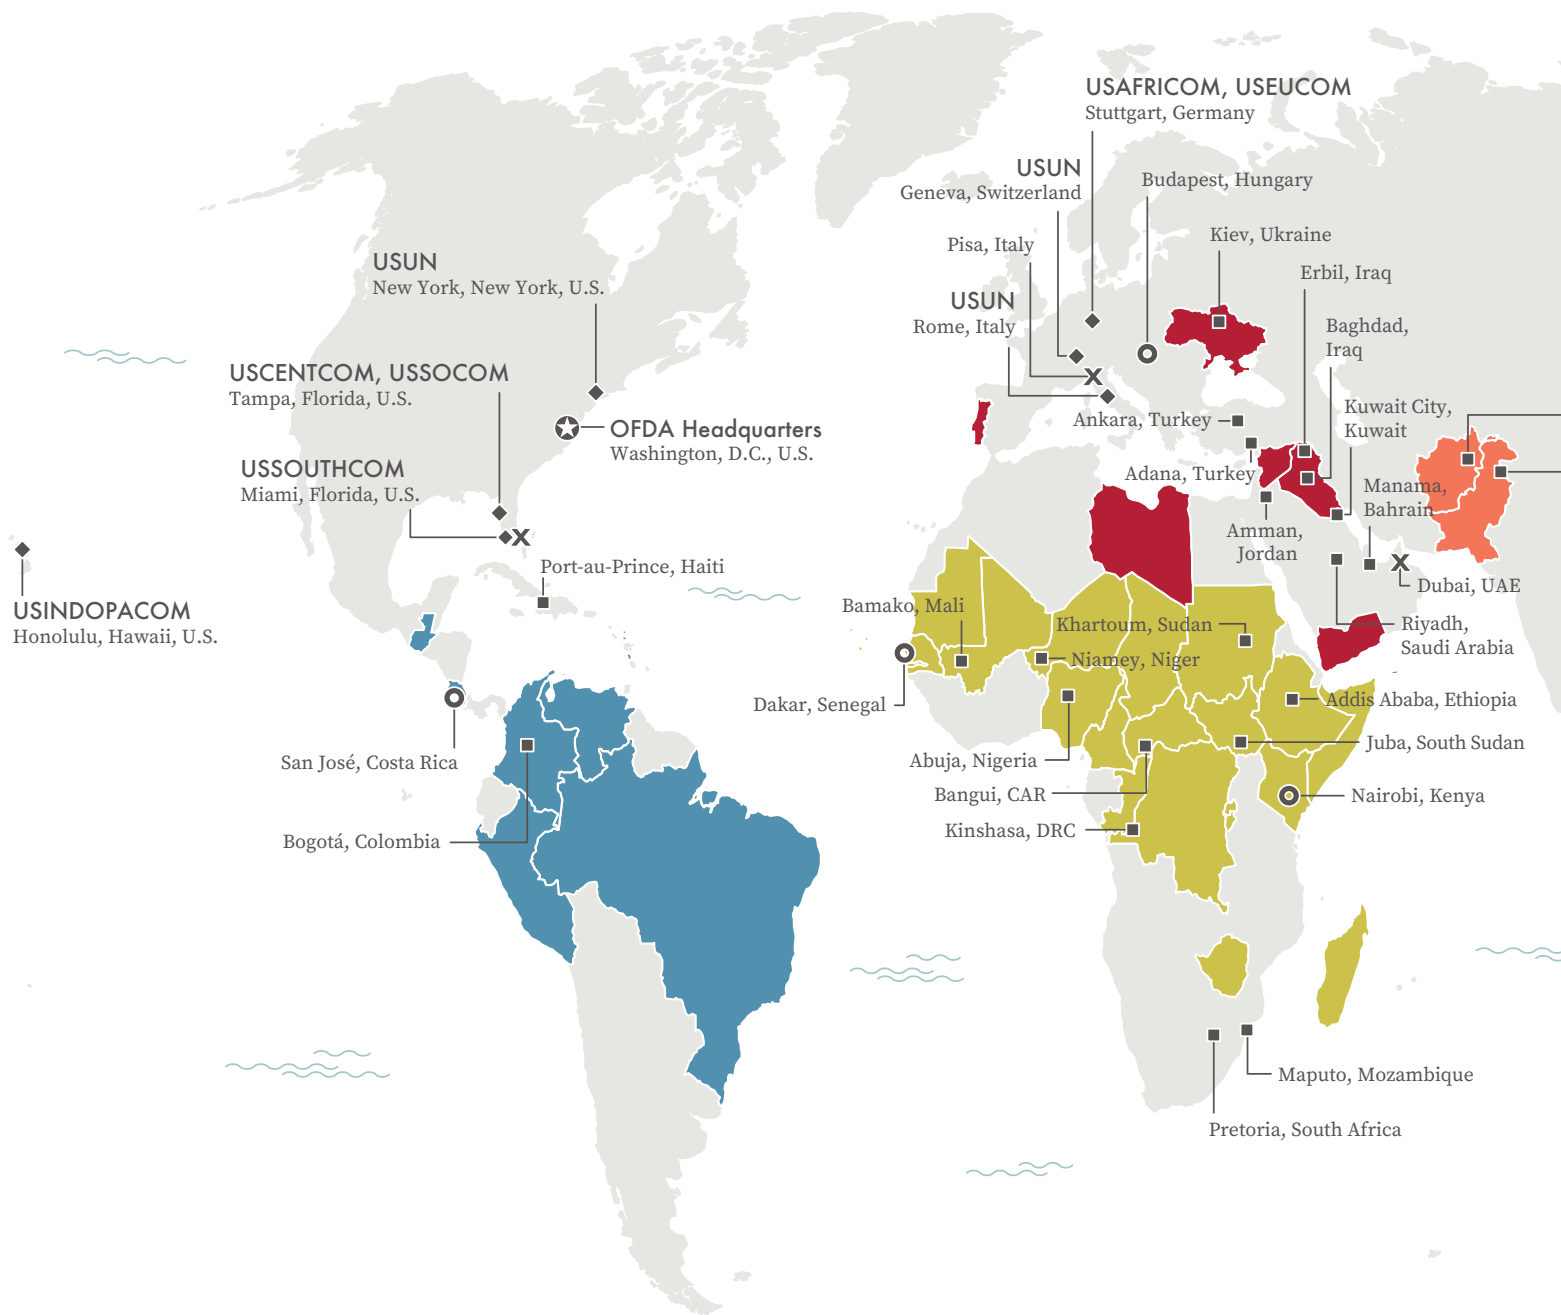 USAFRICOM, USEUCOM
Stuttgart, Germany
USUN
Geneva, Switzerland
Budapest, Hungary
Pisa, Italy
Kiev, Ukraine
USUN
New York, New York, U.S.
Erbil, Iraq
USUN
Rome, Italy
Baghdad,
Iraq
USCENTCOM, USSOCOM
Tampa, Florida, U.S.
Kuwait City,
Kuwait
Ankara, Turkey
OFDA Headquarters
Washington, D.C., U.S.
USSOUTHCOM
Miami, Florida, U.S.
Adana, Turkey
Manama,
Bahrain
Amman,
Jordan
Port-au-Prince, Haiti
Dubai, UAE
USINDOPACOM
Honolulu, Hawaii, U.S.
Bamako, Mali
Khartoum, Sudan
Riyadh,
Saudi Arabia
Niamey, Niger
Dakar, Senegal
Addis Ababa, Ethiopia
Juba, South Sudan
San José, Costa Rica
Abuja, Nigeria
Bangui, CAR
Nairobi, Kenya
Kinshasa, DRC
Bogotá, Colombia
Maputo, Mozambique
Pretoria, South Africa